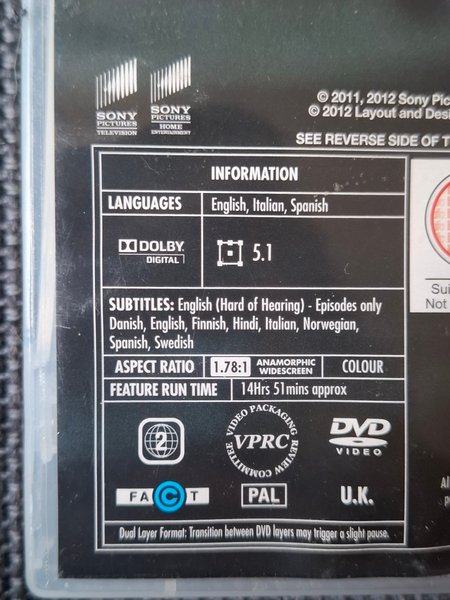 SONY
PICTURES
TELEVISION
SONY
PICTURES
HOME
ENTERTAINMENT
© 2011, 2012 Sony Pic
© 2012 Layout and Desi
SEE REVERSE SIDE OF T
INFORMATION
LANGUAGES English, Italian, Spanish
DOLBY DIGITAL 5.1
SUBTITLES: English (Hard of Hearing) - Episodes only
Danish, English, Finnish, Hindi, Italian, Norwegian,
Spanish, Swedish
ASPECT RATIO 1.78:1 ANAMORPHIC WIDESCREEN COLOUR
FEATURE RUN TIME 14Hrs 51mins approx
2
VIDEO PACKAGING REVIEW COMMITTEE
VPRC
DVD
VIDEO
FACT PAL U.K.
Dual Layer Format: Transition between DVD layers may trigger a slight pause.
Sui
Not
Al
p